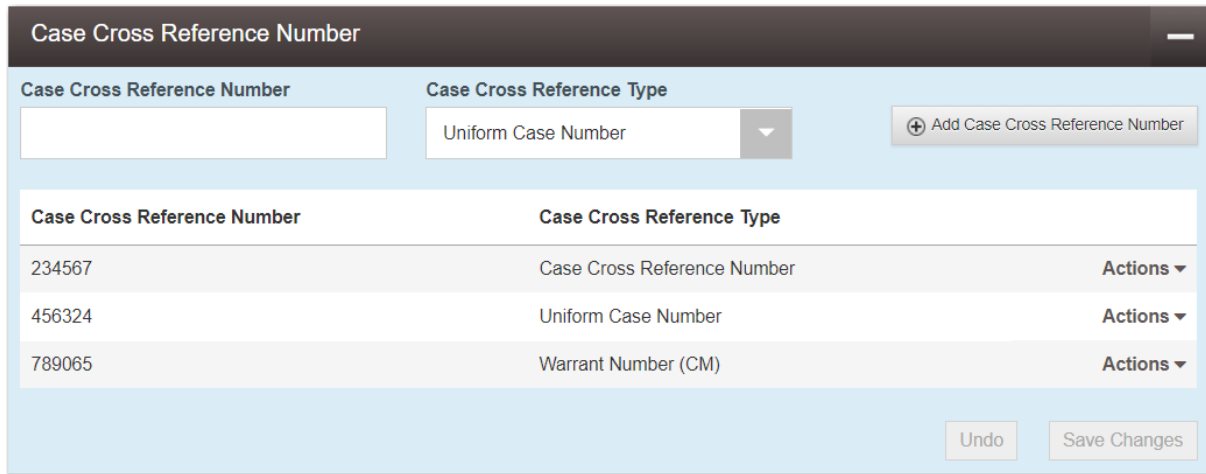 Case Cross Reference Number
Case Cross Reference Number Case Cross Reference Type
Uniform Case Number
Add Case Cross Reference Number
Case Cross Reference Number Case Cross Reference Type
234567 Case Cross Reference Number Actions
456324 Uniform Case Number Actions
789065 Warrant Number (CM) Actions
Undo Save Changes